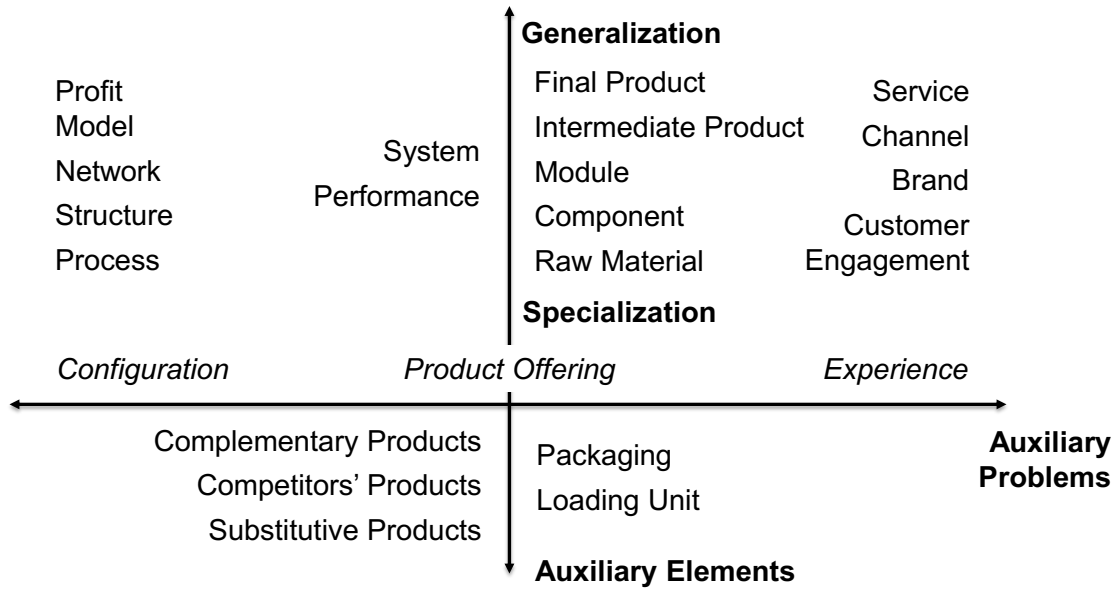 Generalization
Profit
Model
Network
Structure
Process
System
Performance
Final Product
Intermediate Product
Module
Component
Raw Material
Service
Channel
Brand
Customer
Engagement
Specialization
Configuration
Product Offering
Experience
Complementary Products
Competitors’ Products
Substitutive Products
Packaging
Loading Unit
Auxiliary
Problems
Auxiliary Elements